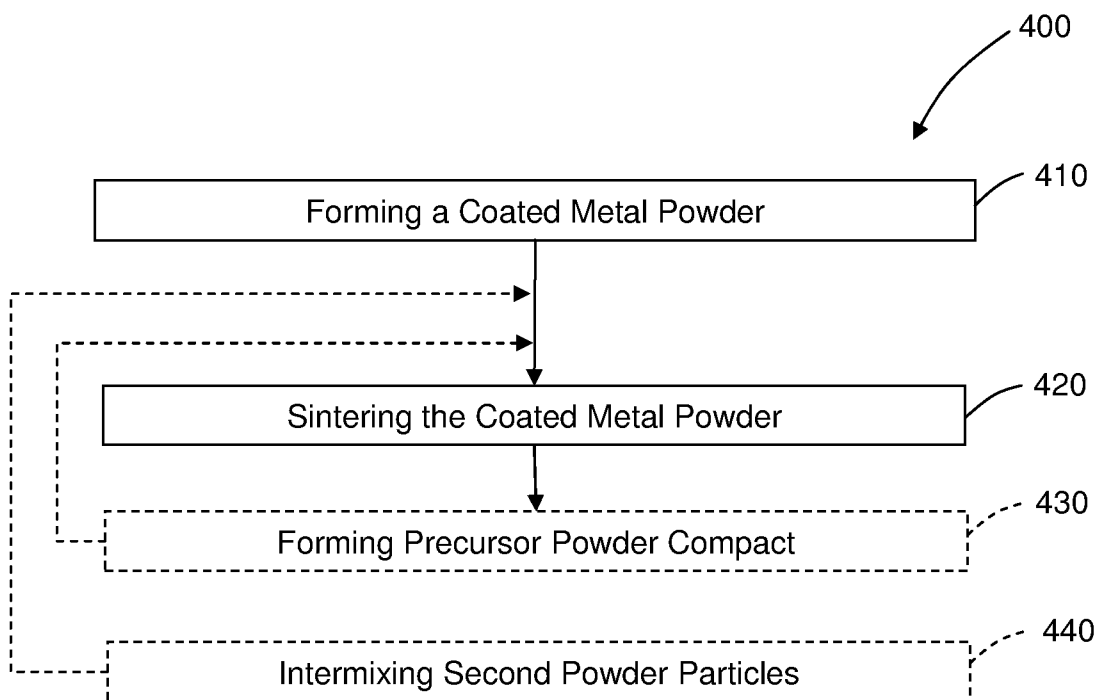 400
410
Forming a Coated Metal Powder
420
Sintering the Coated Metal Powder
430
Forming Precursor Powder Compact
440
Intermixing Second Powder Particles